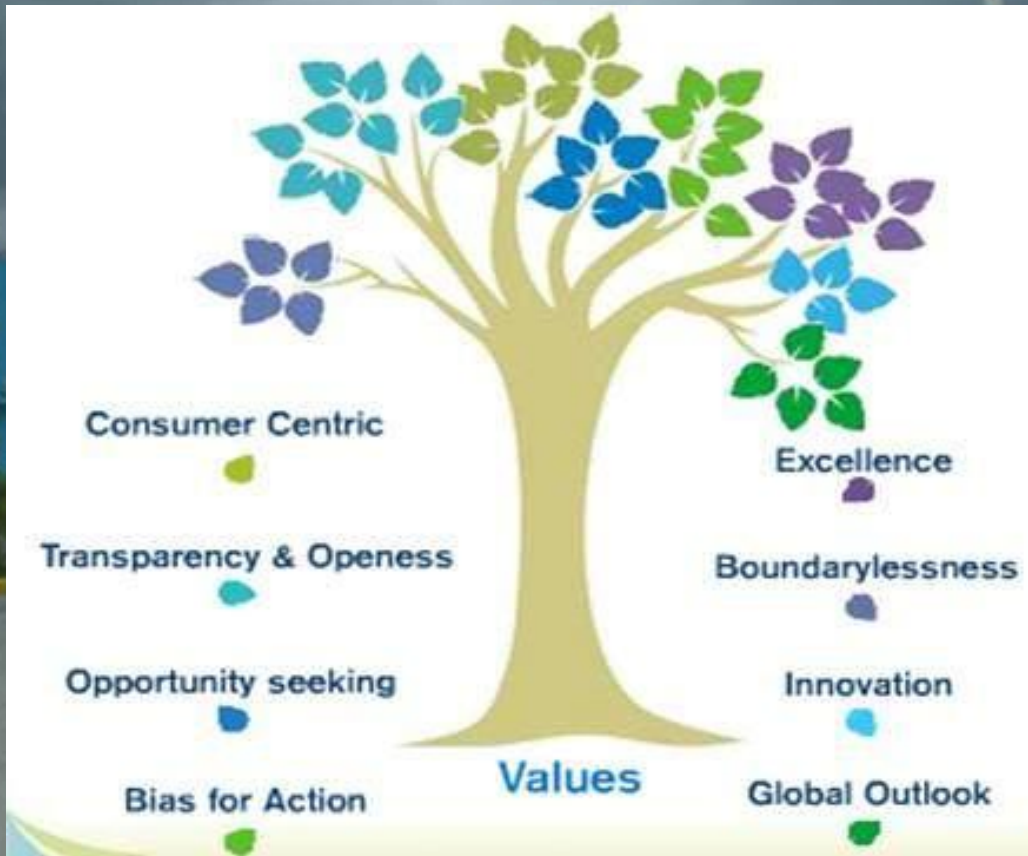 Consumer Centric
Transparency & Openess
Opportunity seeking
Bias for Action
Excellence
Boundarylessness
Innovation
Global Outlook
Values